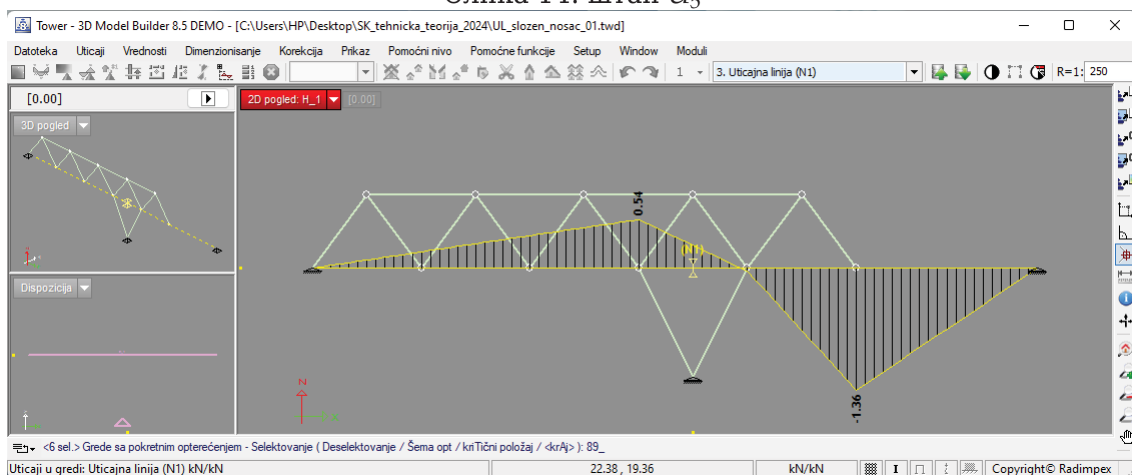 Tower - 3D Model Builder 8.5 DEMO - [C:\Users\HP\Desktop\SK_tehnicka_teorija_2024\UL_slozen_nosac_01.twd]
Datoteka Uticaji Vrednosti Dimenzionisanje Korekcija Prikaz Pomoćni nivo Pomoćne funkcije Setup Window Moduli
1 3. Uticajna linija (N1) R=1: 250
[0.00] 2D pogled: H_1 [0.00]
3D pogled
0.54
(N1)
Dispozicija
-1.36
<6 sel.> Grede sa pokretnim opterećenjem - Selektovanje ( Deselektovanje / Šema opt / kriTični položaj / <krAj> ): 89_
Uticaji u gredi: Uticajna linija (N1) kN/kN 22.38 , 19.36 kN/kN Copyright© Radimpex